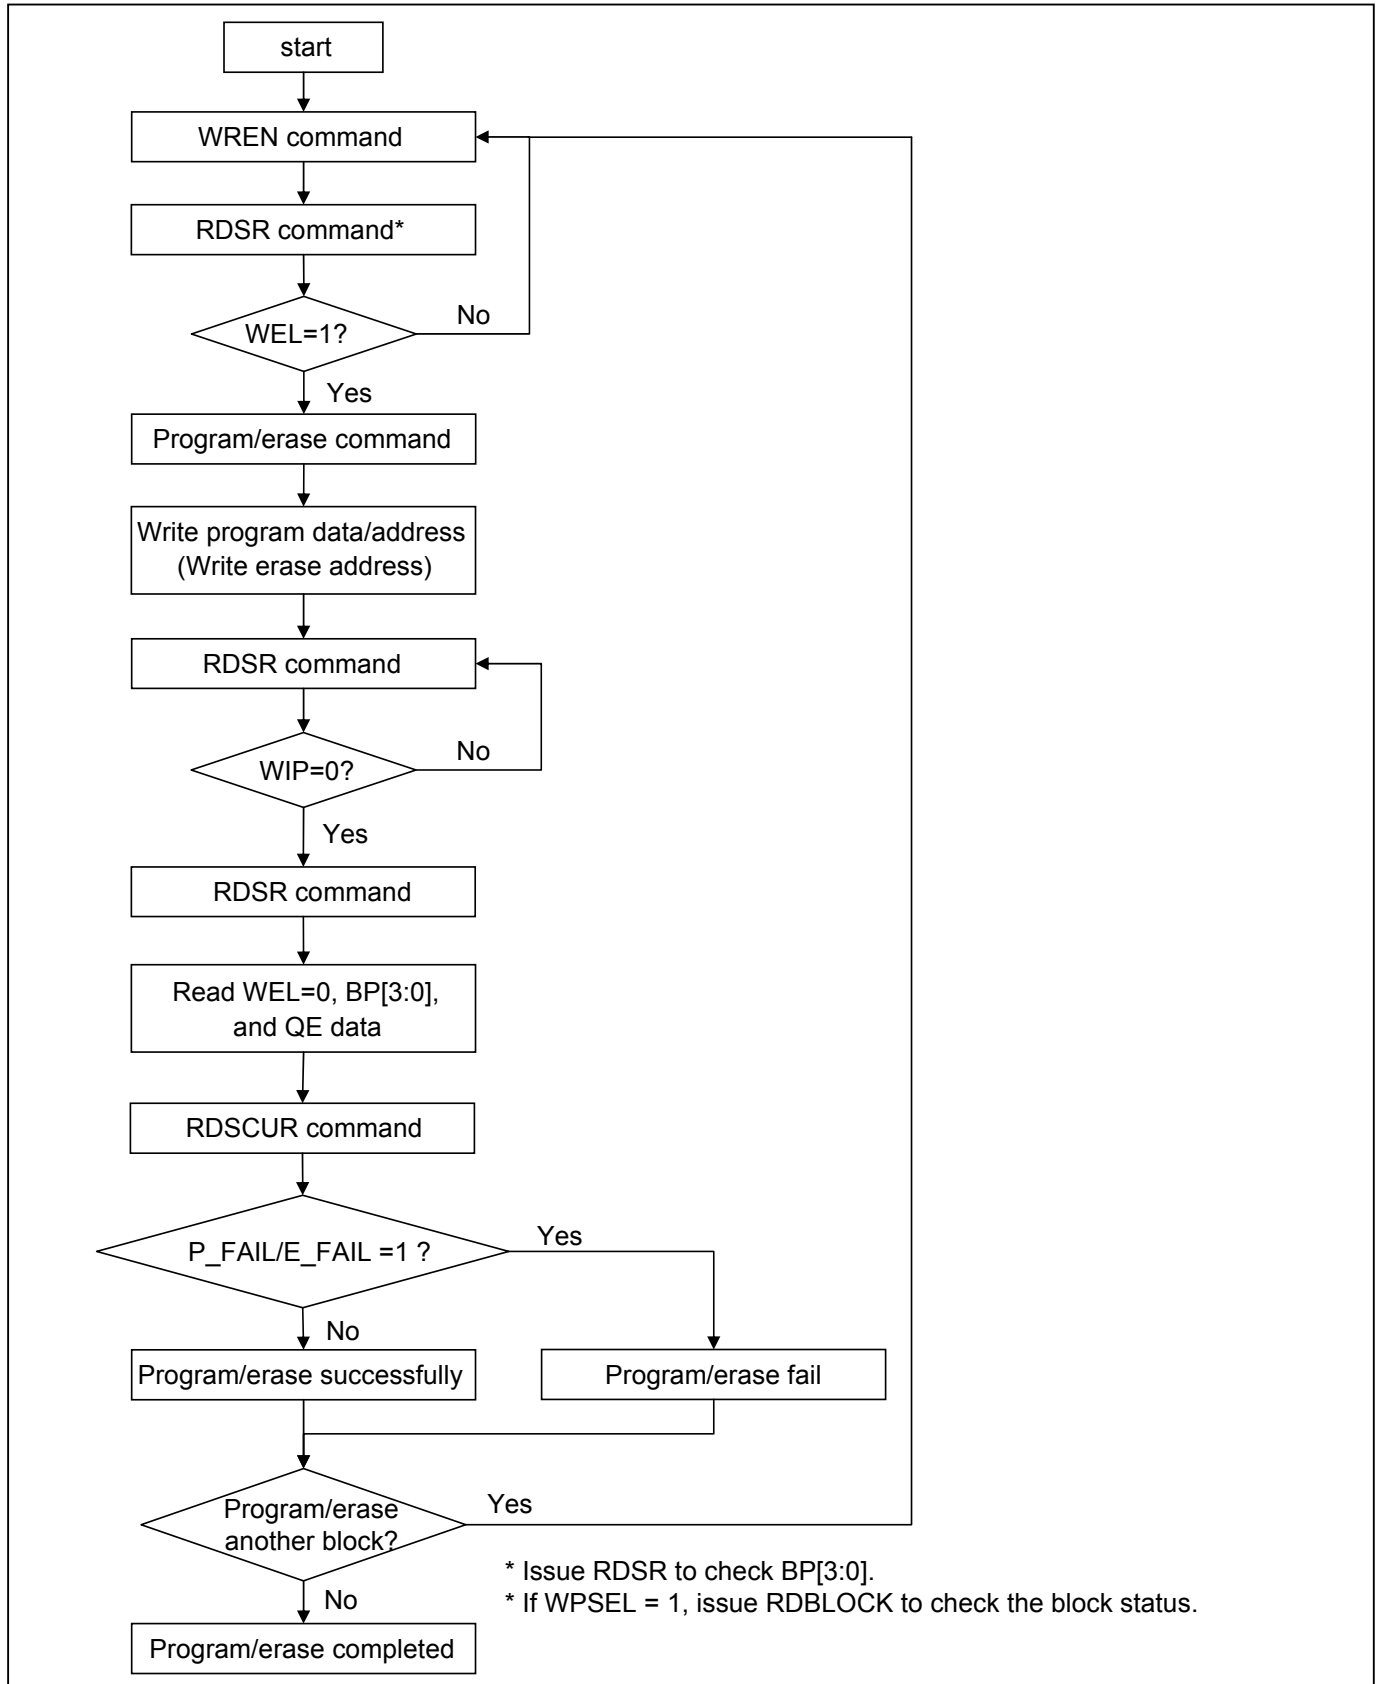 start
WREN command
RDSR command*
WEL=1?
No
Yes
Program/erase command
Write program data/address
(Write erase address)
RDSR command
WIP=0?
No
Yes
RDSR command
Read WEL=0, BP[3:0],
and QE data
RDSCUR command
P_FAIL/E_FAIL =1 ?
Yes
No
Program/erase successfully
Program/erase fail
Program/erase
another block?
Yes
* Issue RDSR to check BP[3:0].
* If WPSEL = 1, issue RDBLOCK to check the block status.
No
Program/erase completed